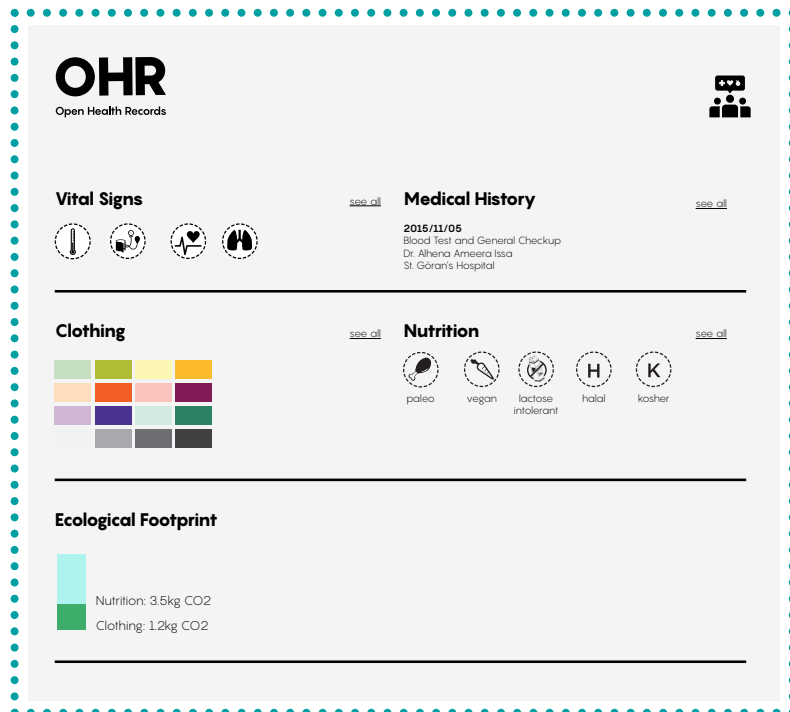 OHR
Open Health Records
Vital Signs
see all
Medical History
see all
2015/11/05
Blood Test and General Checkup
Dr. Alhena Ameera Issa
St. Göran's Hospital
Clothing
see all
Nutrition
see all
H
K
paleo
vegan
lactose
intolerant
halal
kosher
Ecological Footprint
Nutrition: 3.5kg CO2
Clothing: 1.2kg CO2